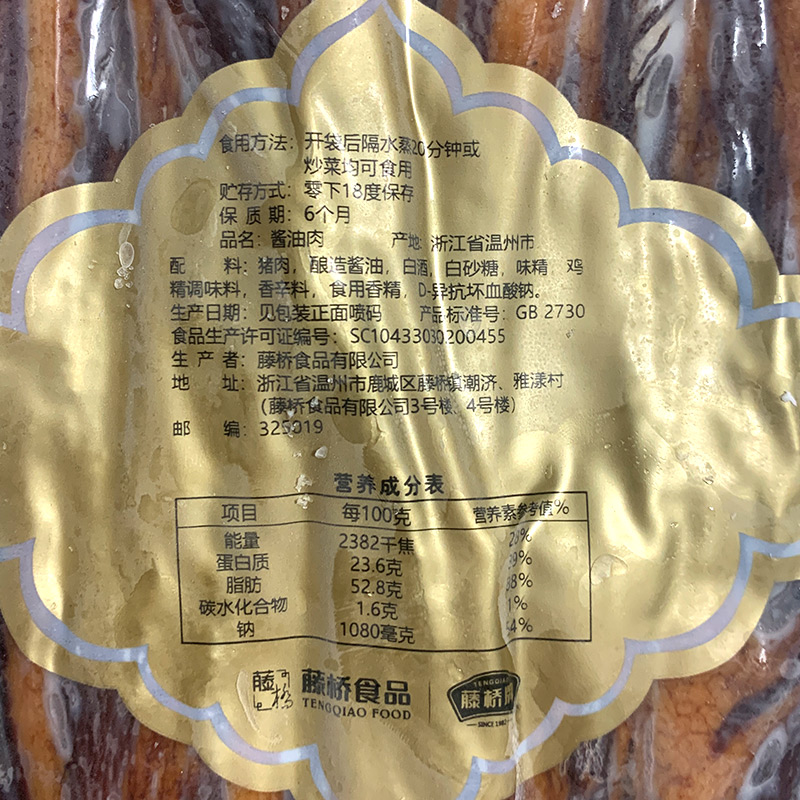 食用方法：开袋后隔水蒸20分钟或
炒菜均可食用
贮存方式：零下18度保存
保 质 期：6个月
品名：酱油肉 产地：浙江省温州市
配 料：猪肉，酿造酱油，白酒，白砂糖，味精 鸡
精调味料，香辛料，食用香精，D-异抗坏血酸钠。
生产日期：见包装正面喷码 产品标准号：GB 2730
食品生产许可证编号：SC10433030200455
生 产 者：藤桥食品有限公司
地 址：浙江省温州市鹿城区藤桥镇潮济、雅漾村
（藤桥食品有限公司3号楼、4号楼）
邮 编：325019
营养成分表
项目 每100克 营养素参考值%
能量 2382千焦
蛋白质 23.6克
脂肪 52.8克
碳水化合物 1.6克 1%
钠 1080毫克
藤桥食品
TENGQIAO FOOD
TENGQIAO
藤桥牌
SINCE 1982